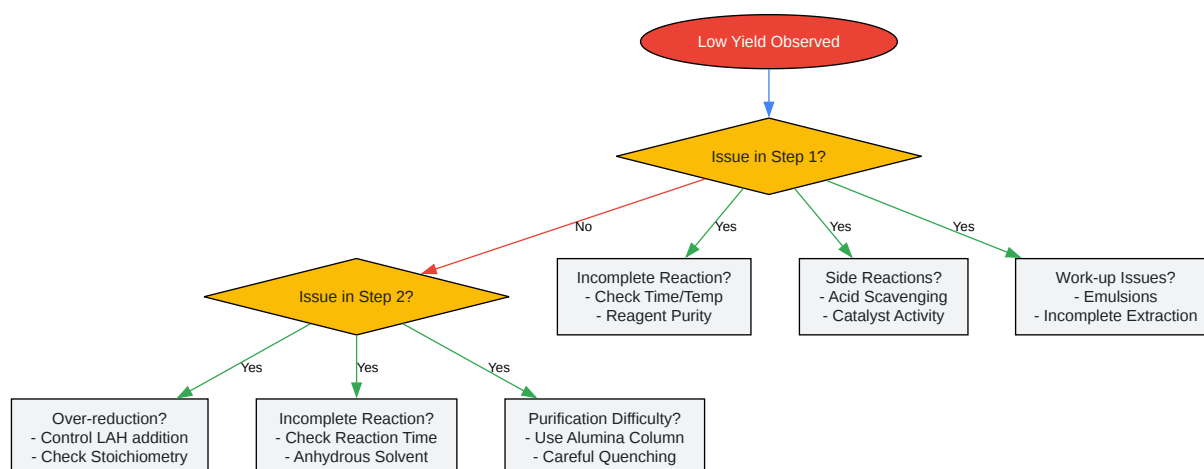 Low Yield Observed
Issue in Step 1?
No
Yes
Yes
Yes
Issue in Step 2?
Incomplete Reaction?
- Check Time/Temp
- Reagent Purity
Side Reactions?
- Acid Scavenging
- Catalyst Activity
Work-up Issues?
- Emulsions
- Incomplete Extraction
Yes
Yes
Yes
Over-reduction?
- Control LAH addition
- Check Stoichiometry
Incomplete Reaction?
- Check Reaction Time
- Anhydrous Solvent
Purification Difficulty?
- Use Alumina Column
- Careful Quenching